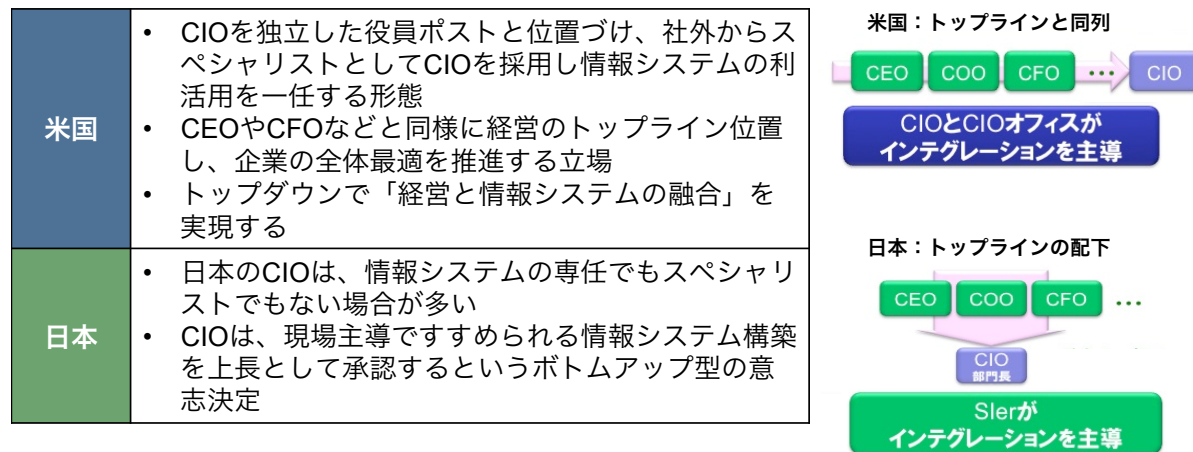 米国
• CIOを独立した役員ポストと位置づけ、社外からス
ペシャリストとしてCIOを採用し情報システムの利
活用を一任する形態
• CEOやCFOなどと同様に経営のトップライン位置
し、企業の全体最適を推進する立場
• トップダウンで「経営と情報システムの融合」を
実現する
日本
• 日本のCIOは、情報システムの専任でもスペシャリ
ストでもない場合が多い
• CIOは、現場主導ですすめられる情報システム構築
を上長として承認するというボトムアップ型の意
志決定
米国：トップラインと同列
CEO COO CFO ••• CIO
CIOとCIOオフィスが
インテグレーションを主導
日本：トップラインの配下
CEO COO CFO •••
CIO
部門長
SIerが
インテグレーションを主導